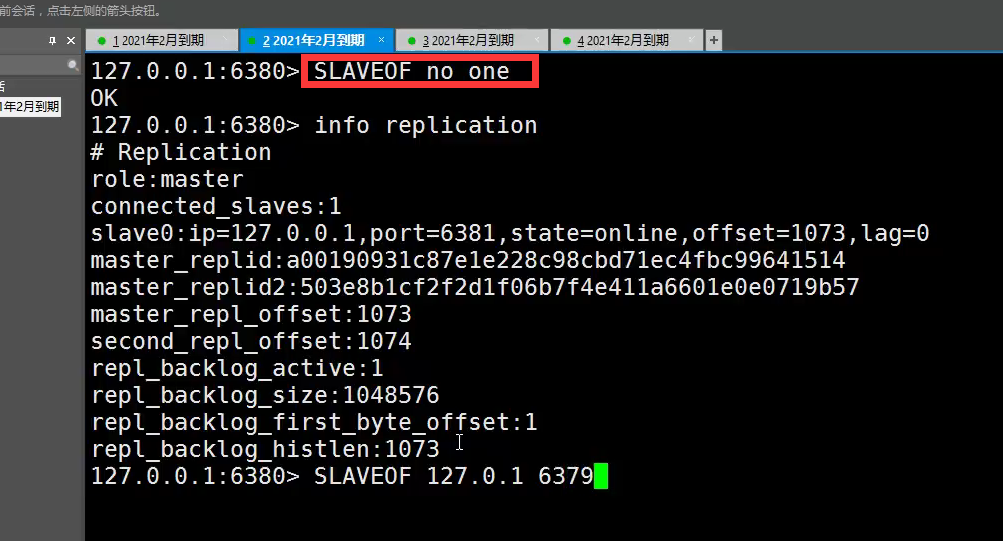 前会话，点击左侧的箭头按钮。
1 2021年2月到期
2 2021年2月到期
3 2021年2月到期
4 2021年2月到期
话
1年2月到期
127.0.0.1:6380> SLAVEOF no one
OK
127.0.0.1:6380> info replication
# Replication
role:master
connected_slaves:1
slave0:ip=127.0.0.1,port=6381,state=online,offset=1073,lag=0
master_replid:a00190931c87e1e228c98cbd71ec4fbc99641514
master_replid2:503e8b1cf2f2d1f06b7f4e411a6601e0e0719b57
master_repl_offset:1073
second_repl_offset:1074
repl_backlog_active:1
repl_backlog_size:1048576
repl_backlog_first_byte_offset:1
repl_backlog_histlen:1073
127.0.0.1:6380> SLAVEOF 127.0.1 6379